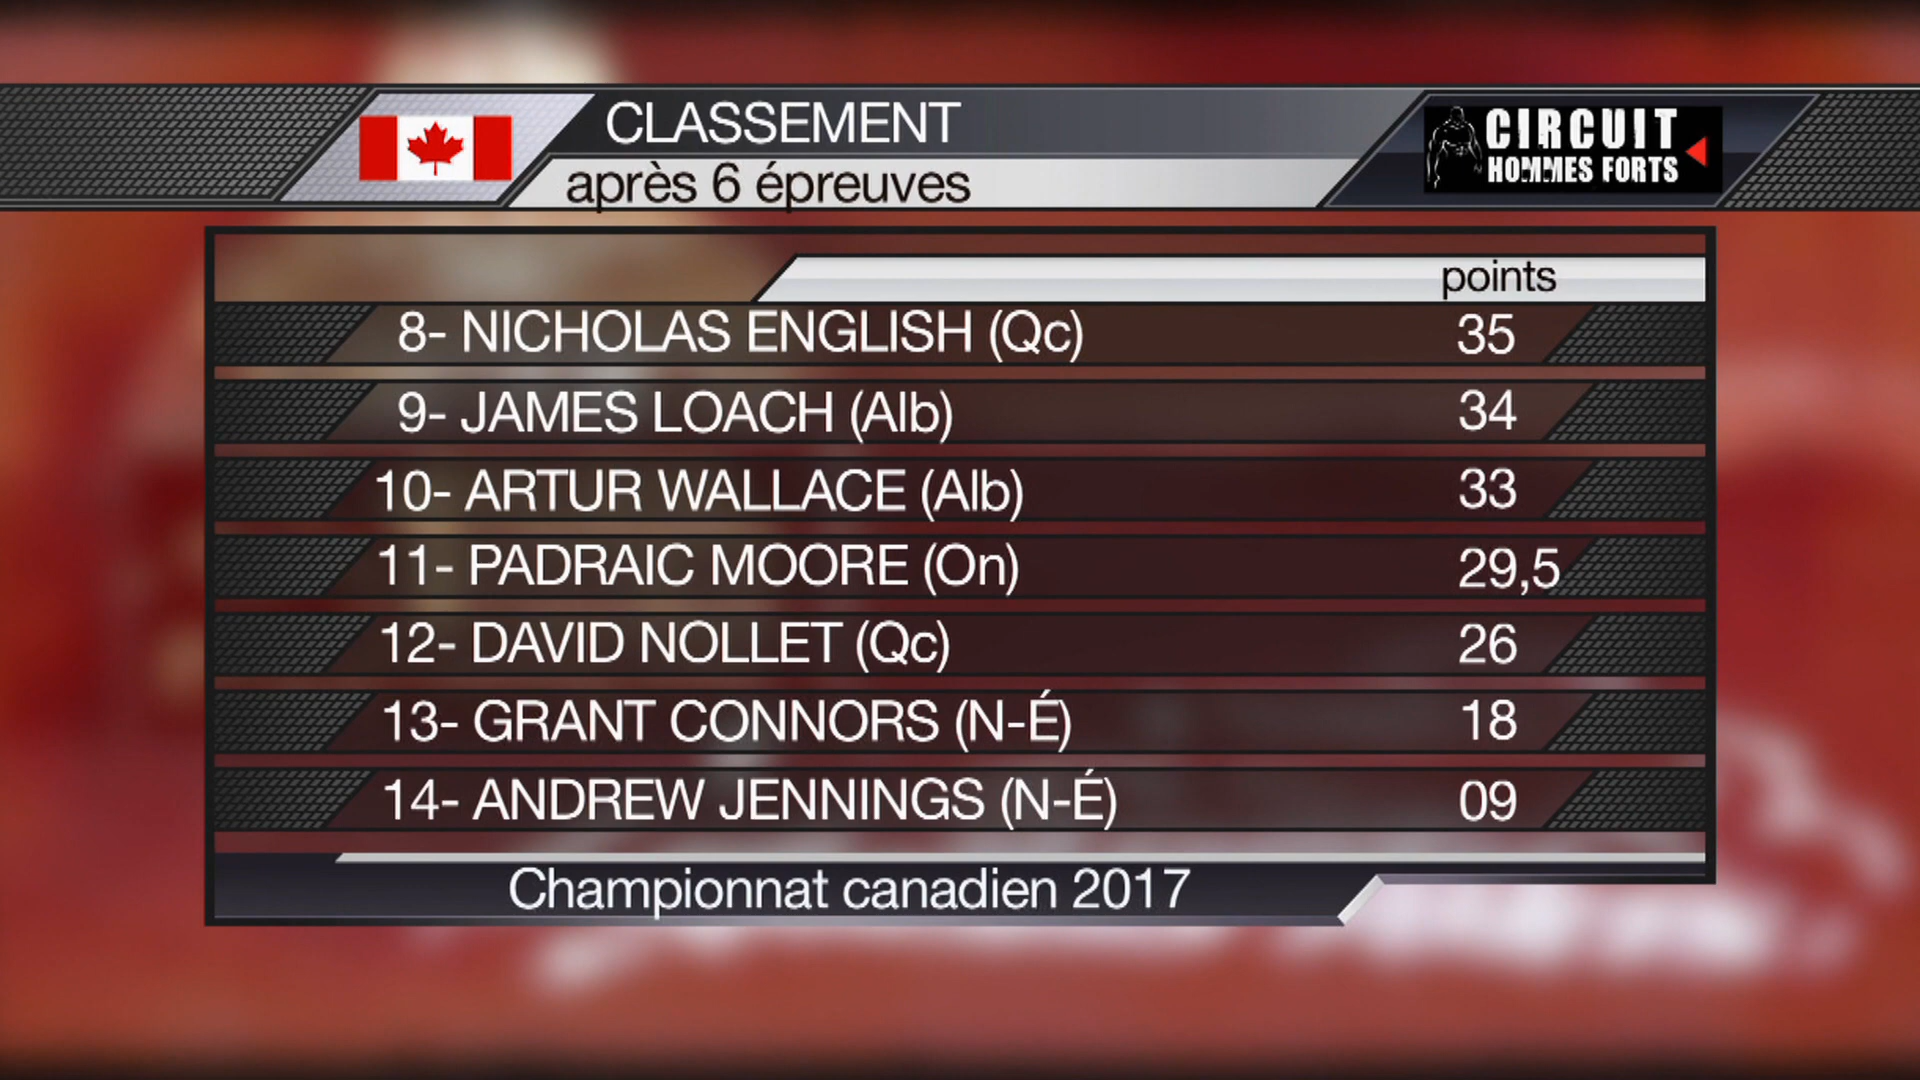 CLASSEMENT
après 6 épreuves
CIRCUIT
HOMMES FORTS
points
8- NICHOLAS ENGLISH (Qc) 35
9- JAMES LOACH (Alb) 34
10- ARTUR WALLACE (Alb) 33
11- PADRAIC MOORE (On) 29,5
12- DAVID NOLLET (Qc) 26
13- GRANT CONNORS (N-É) 18
14- ANDREW JENNINGS (N-É) 09
Championnat canadien 2017